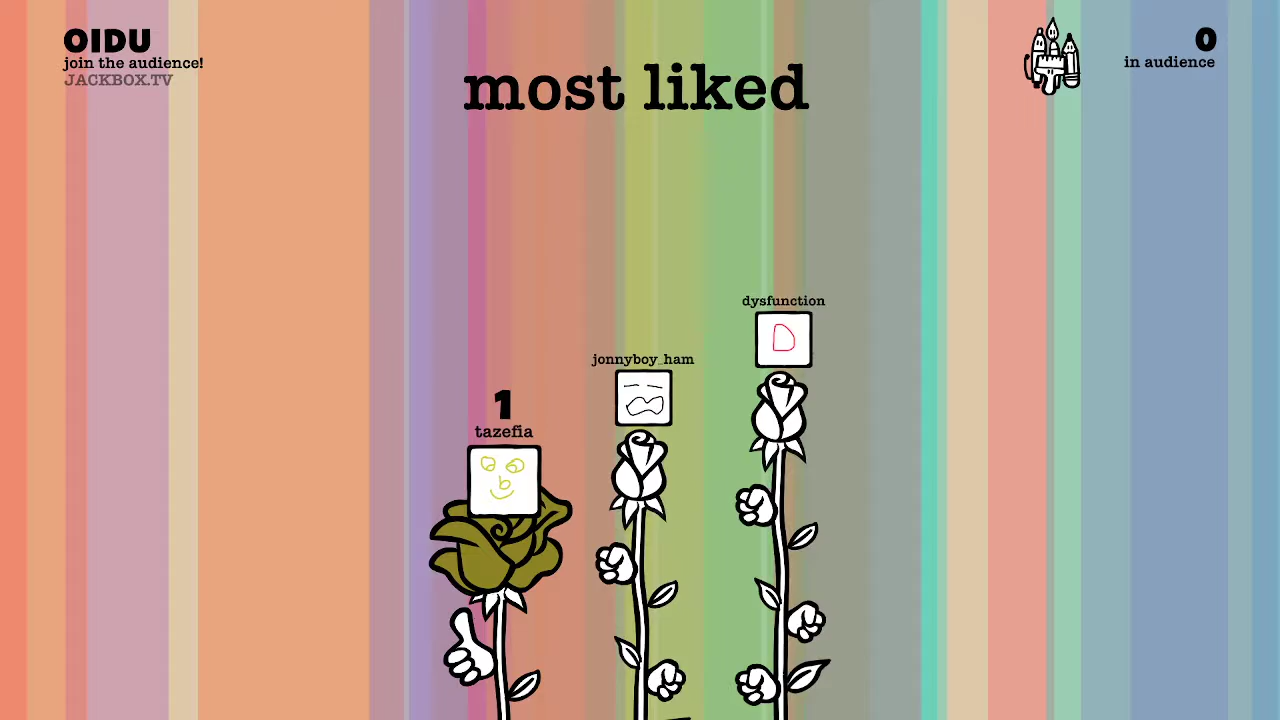 OIDU
join the audience!
JACKBOX.TV
0
in audience
most liked
dysfunction
D
jonnyboy_ham
1
tazefia